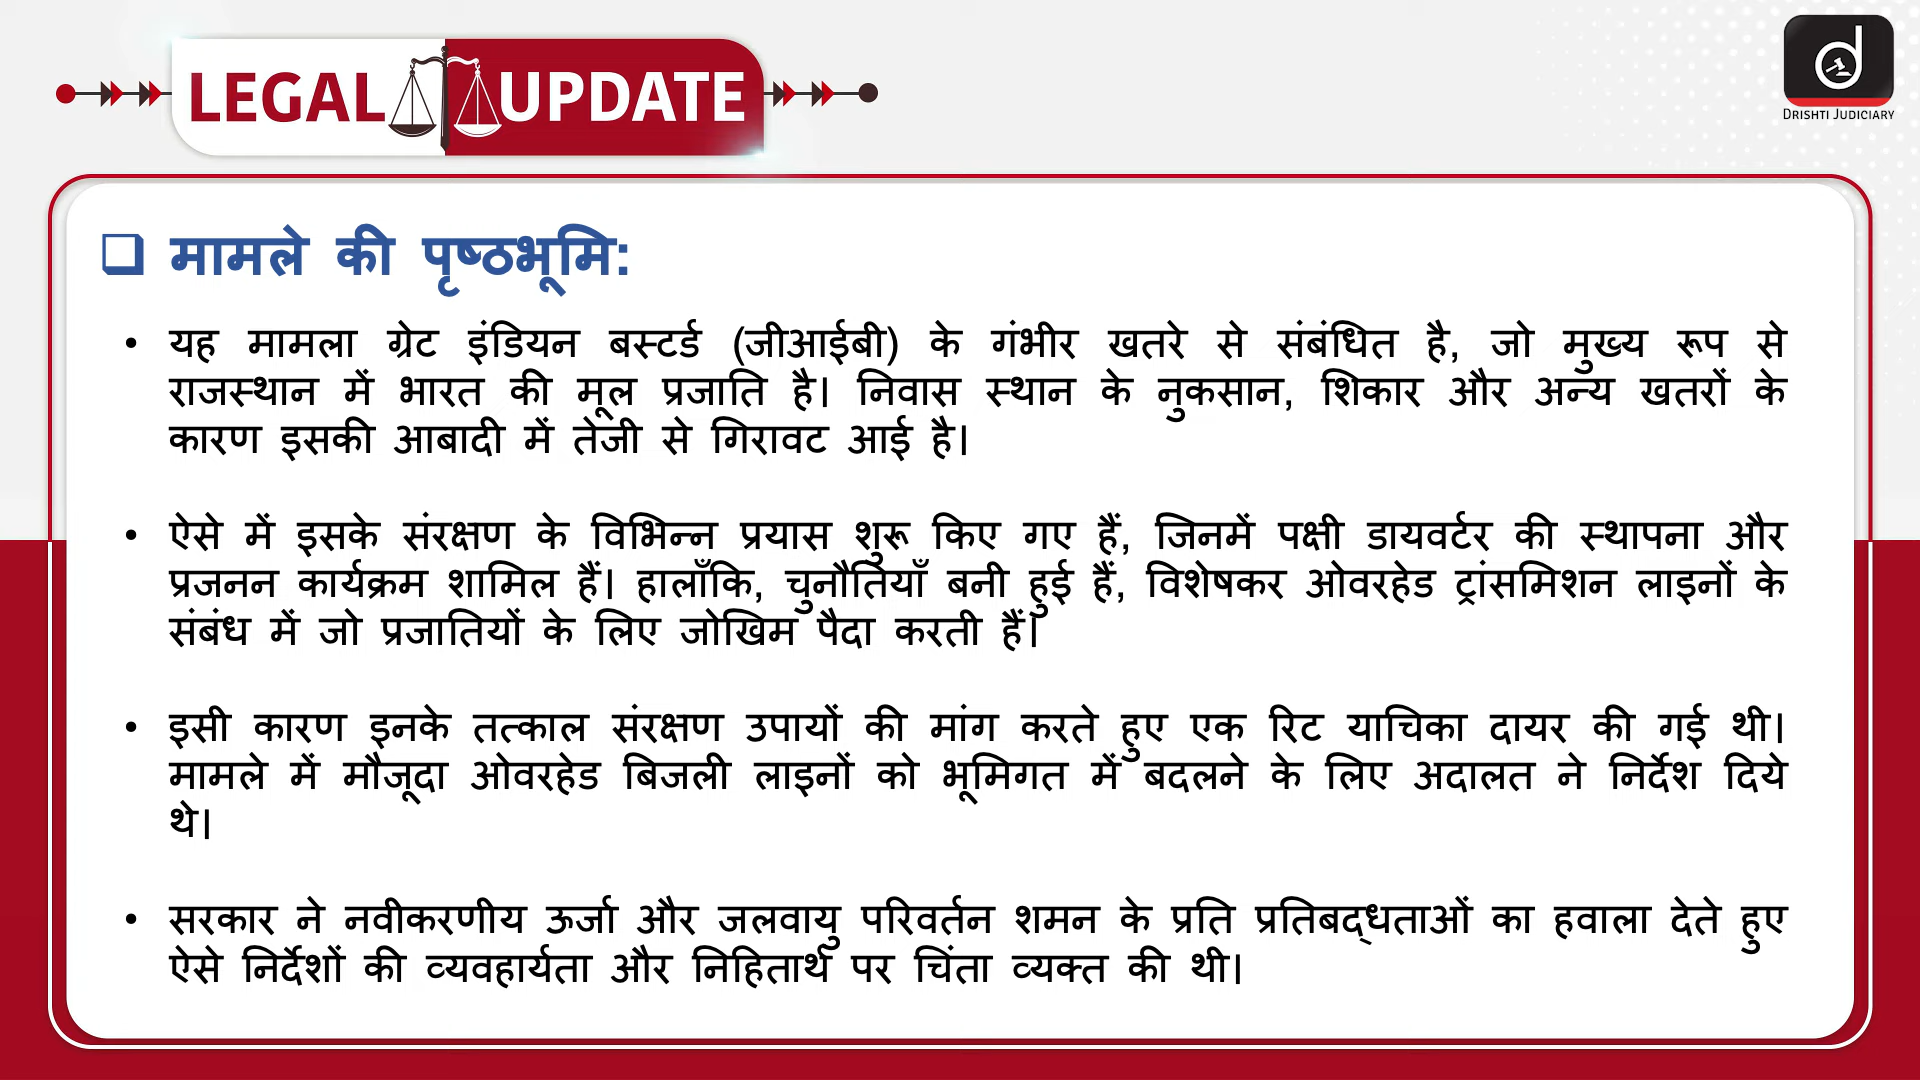 LEGAL UPDATE
DRISHTI JUDICIARY
❑ मामले की पृष्ठभूमि:
• यह मामला ग्रेट इंडियन बस्टर्ड (जीआईबी) के गंभीर खतरे से संबंधित है, जो मुख्य रूप से
राजस्थान में भारत की मूल प्रजाति है। निवास स्थान के नुकसान, शिकार और अन्य खतरों के
कारण इसकी आबादी में तेजी से गिरावट आई है।
• ऐसे में इसके संरक्षण के विभिन्न प्रयास शुरू किए गए हैं, जिनमें पक्षी डायवर्टर की स्थापना और
प्रजनन कार्यक्रम शामिल हैं। हालाँकि, चुनौतियाँ बनी हुई हैं, विशेषकर ओवरहेड ट्रांसमिशन लाइनों के
संबंध में जो प्रजातियों के लिए जोखिम पैदा करती हैं।
• इसी कारण इनके तत्काल संरक्षण उपायों की मांग करते हुए एक रिट याचिका दायर की गई थी।
मामले में मौजूदा ओवरहेड बिजली लाइनों को भूमिगत में बदलने के लिए अदालत ने निर्देश दिये
थे।
• सरकार ने नवीकरणीय ऊर्जा और जलवायु परिवर्तन शमन के प्रति प्रतिबद्धताओं का हवाला देते हुए
ऐसे निर्देशों की व्यवहार्यता और निहितार्थ पर चिंता व्यक्त की थी।